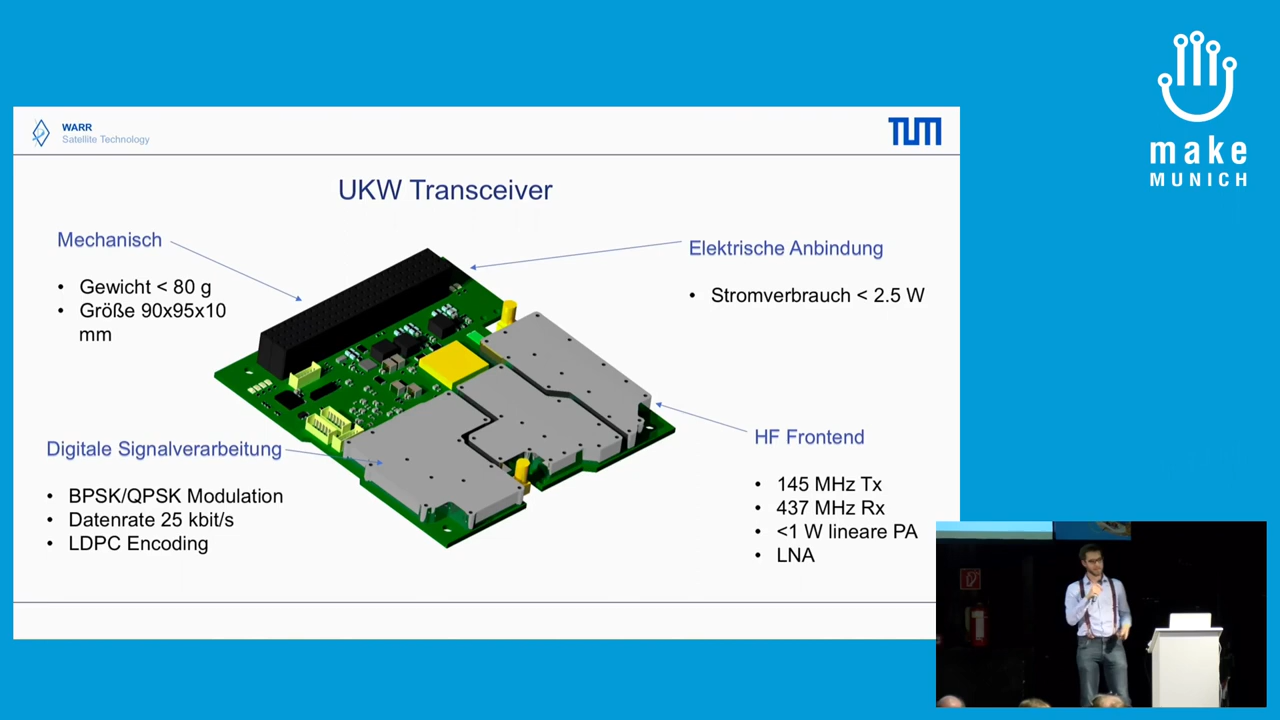 WARR
Satellite Technology
TUM
make
MUNICH
UKW Transceiver
Mechanisch
• Gewicht < 80 g
• Größe 90x95x10
mm
Elektrische Anbindung
• Stromverbrauch < 2.5 W
Digitale Signalverarbeitung
• BPSK/QPSK Modulation
• Datenrate 25 kbit/s
• LDPC Encoding
HF Frontend
• 145 MHz Tx
• 437 MHz Rx
• <1 W lineare PA
• LNA